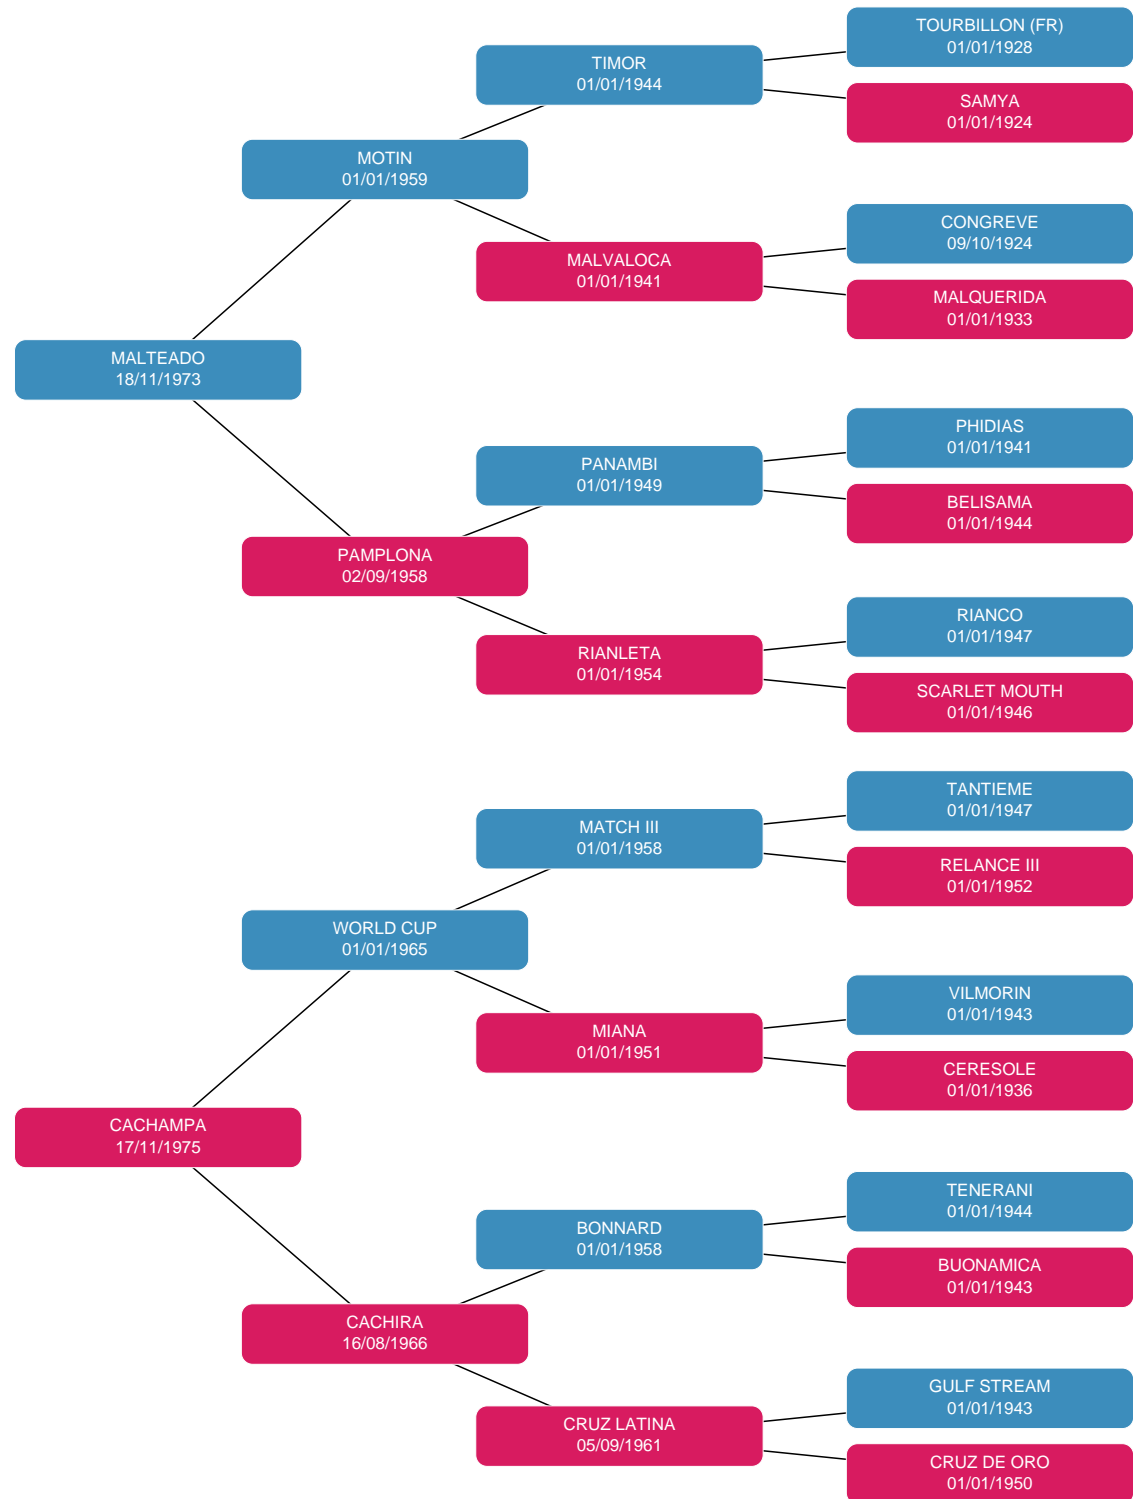 TOURBILLON (FR)
01/01/1928
TIMOR
01/01/1944
SAMYA
01/01/1924
MOTIN
01/01/1959
CONGREVE
09/10/1924
MALVALOCA
01/01/1941
MALQUERIDA
01/01/1933
MALTEADO
18/11/1973
PHIDIAS
01/01/1941
PANAMBI
01/01/1949
BELISAMA
01/01/1944
PAMPLONA
02/09/1958
RIANCO
01/01/1947
RIANLETA
01/01/1954
SCARLET MOUTH
01/01/1946
TANTIEME
01/01/1947
MATCH III
01/01/1958
RELANCE III
01/01/1952
WORLD CUP
01/01/1965
VILMORIN
01/01/1943
MIANA
01/01/1951
CERESOLE
01/01/1936
CACHAMPA
17/11/1975
TENERANI
01/01/1944
BONNARD
01/01/1958
BUONAMICA
01/01/1943
CACHIRA
16/08/1966
GULF STREAM
01/01/1943
CRUZ LATINA
05/09/1961
CRUZ DE ORO
01/01/1950